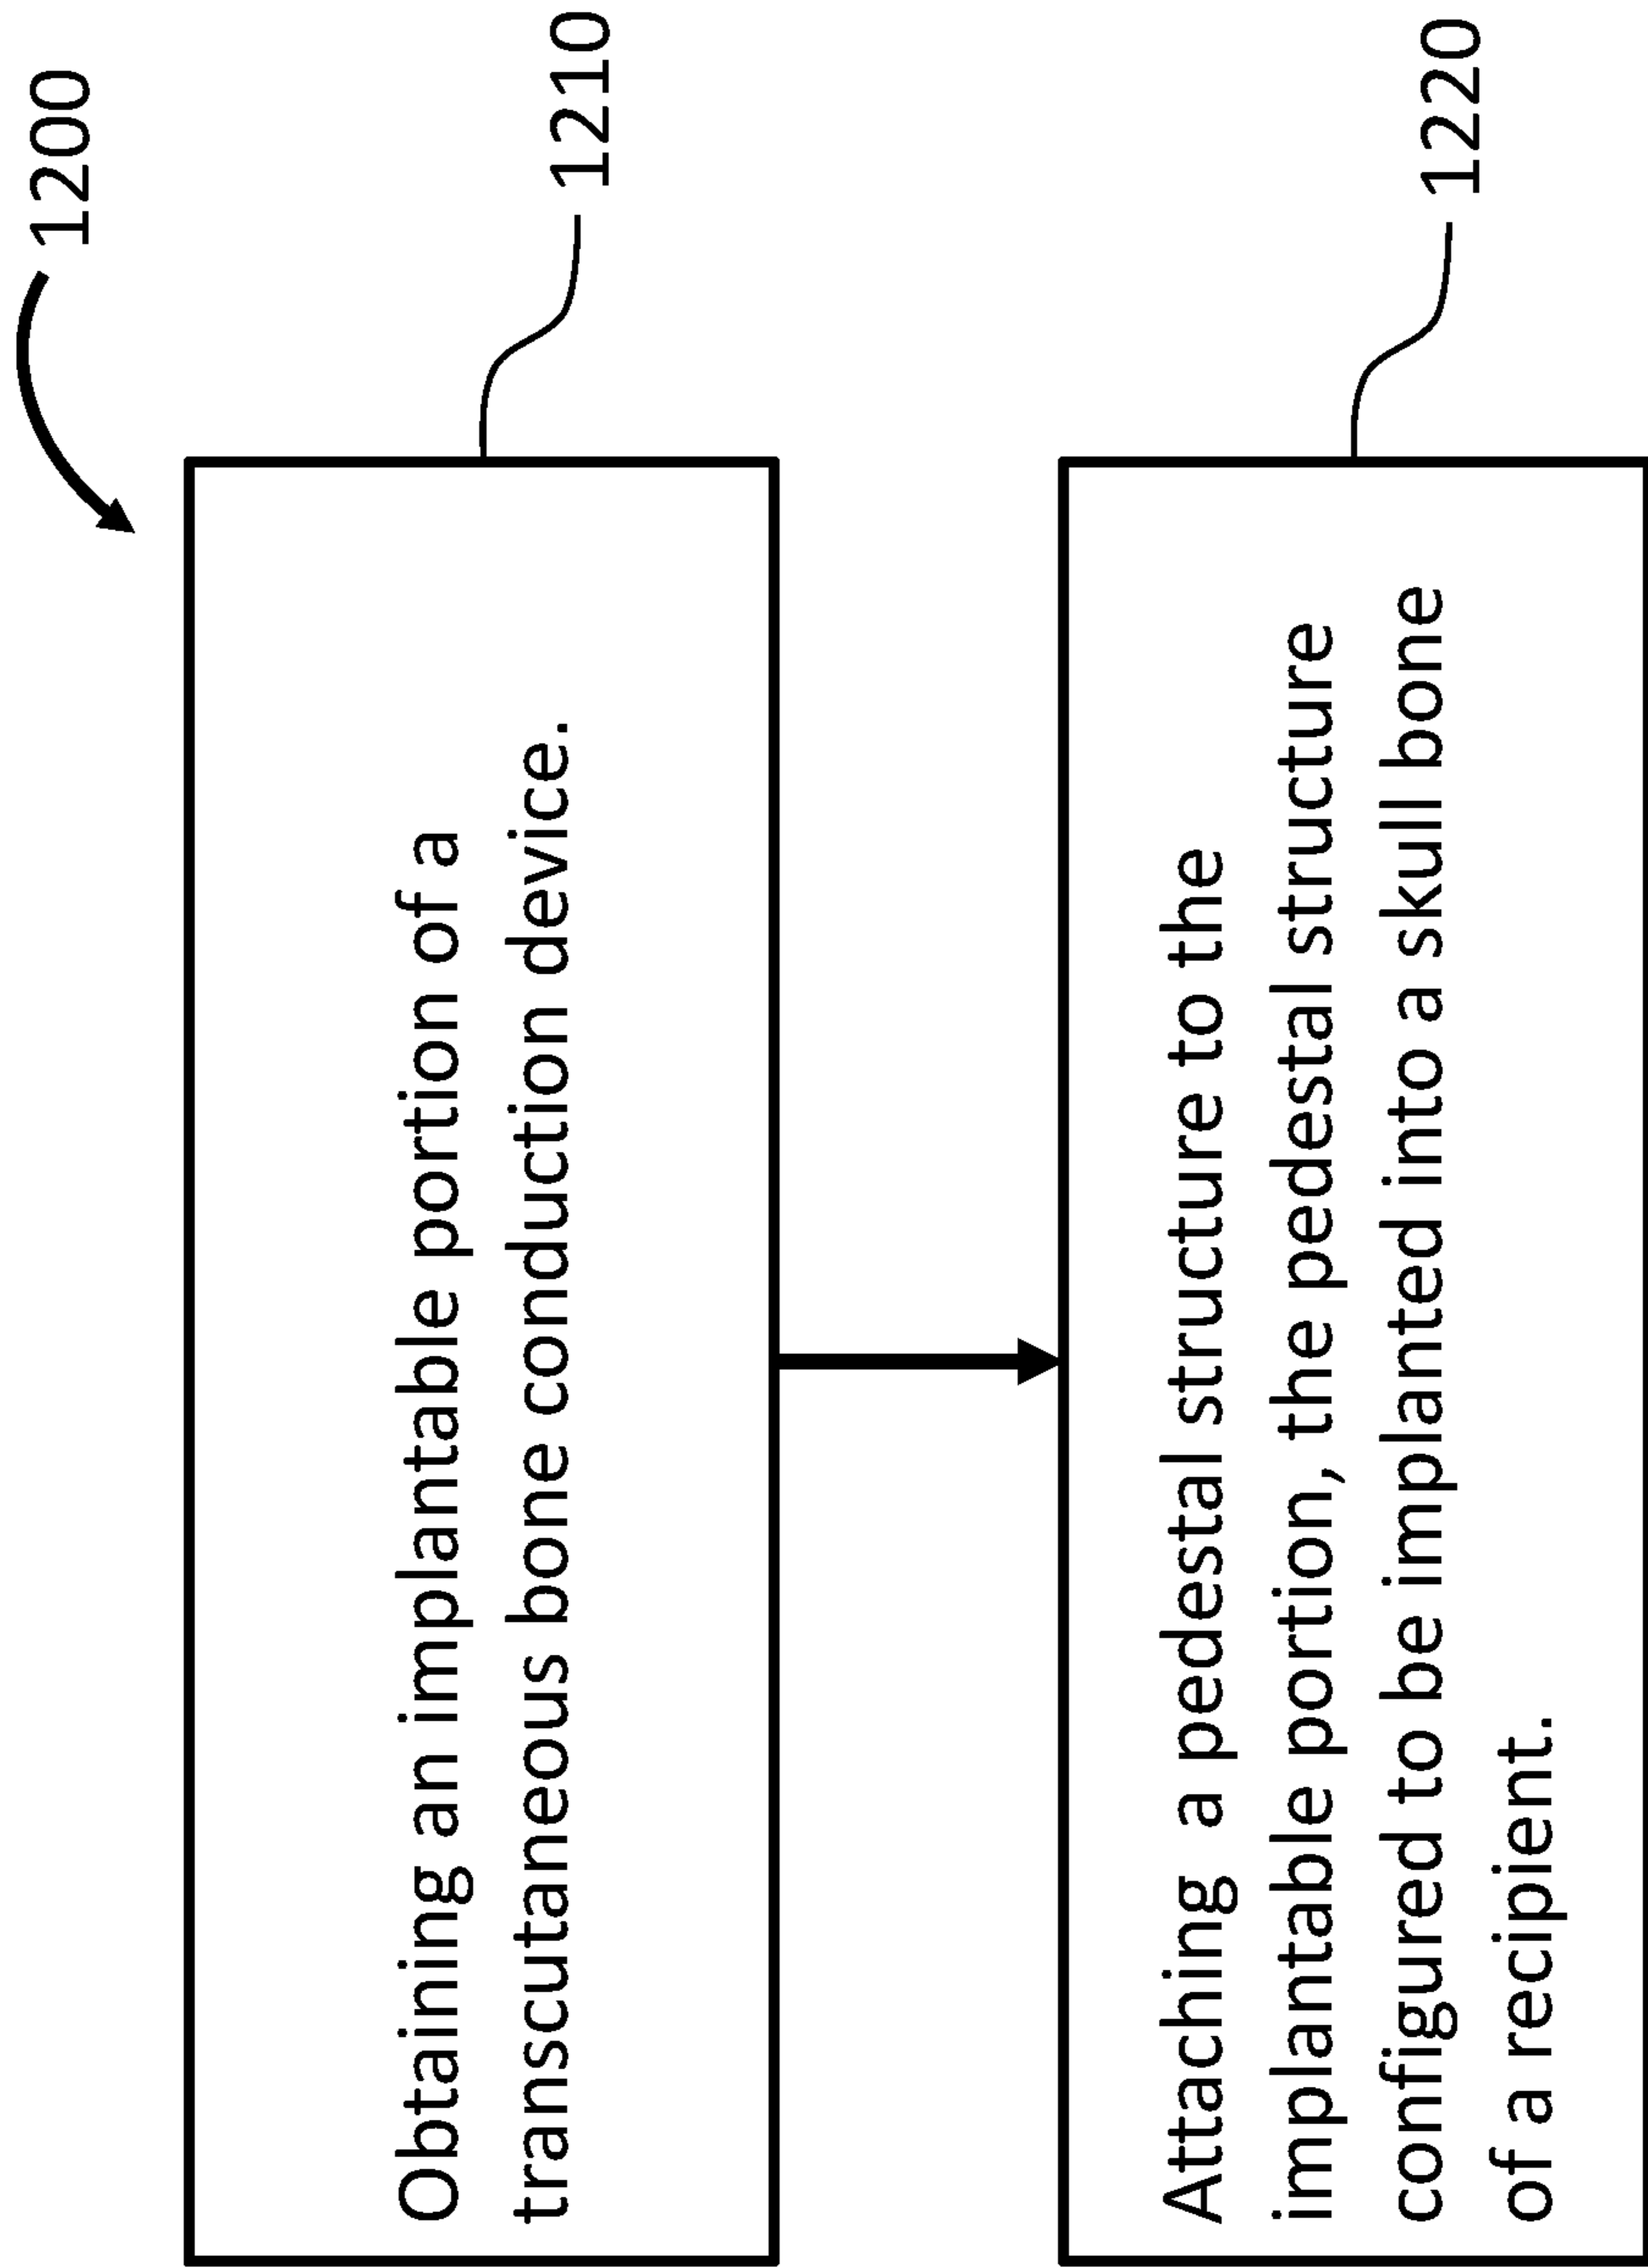 1200
Obtaining an implantable portion of a
transcutaneous bone conduction device.
1210
Attaching  a pedestal structure to the
implantable portion, the pedestal structure
configured to be implanted into a skull bone
of a recipient.
1220